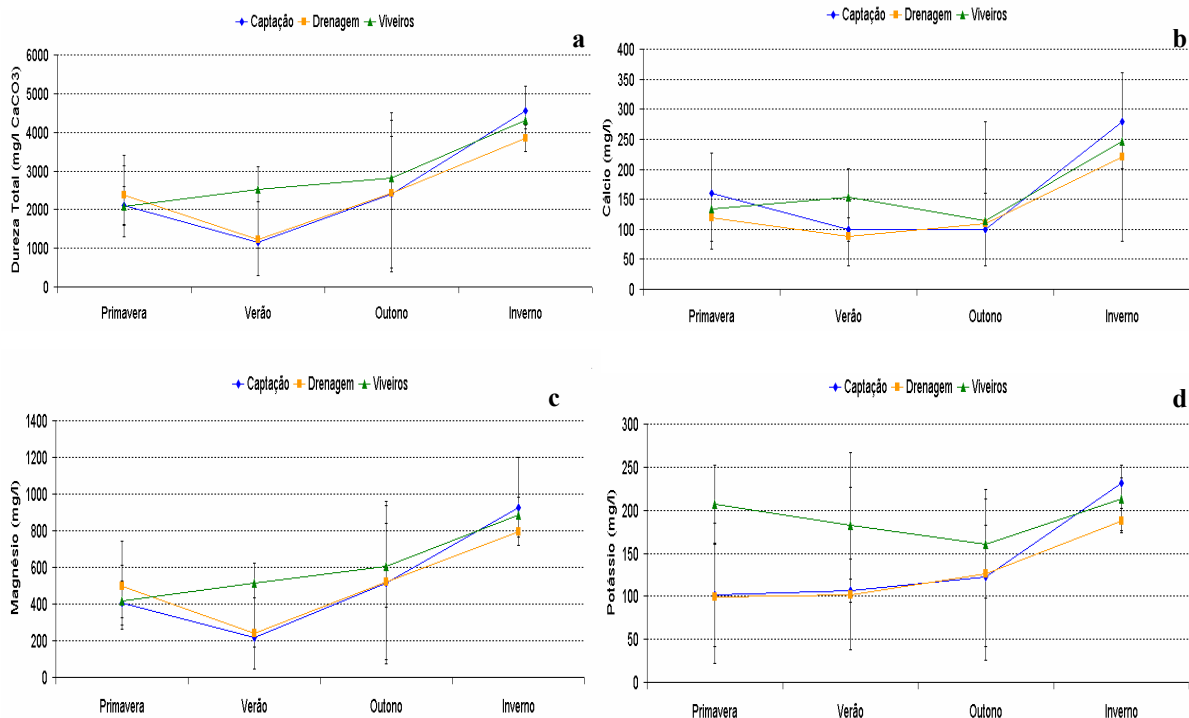 Captação Drenagem Viveiros
a
Dureza Total (mg/l CaCO3)
6000
5000
4000
3000
2000
1000
0
Primavera Verão Outono Inverno
Captação Drenagem Viveiros
b
Cálcio (mg/l)
400
350
300
250
200
150
100
50
0
Primavera Verão Outono Inverno
Captação Drenagem Viveiros
c
Magnésio (mg/l)
1400
1200
1000
800
600
400
200
0
Primavera Verão Outono Inverno
Captação Drenagem Viveiros
d
Potássio (mg/l)
300
250
200
150
100
50
0
Primavera Verão Outono Inverno